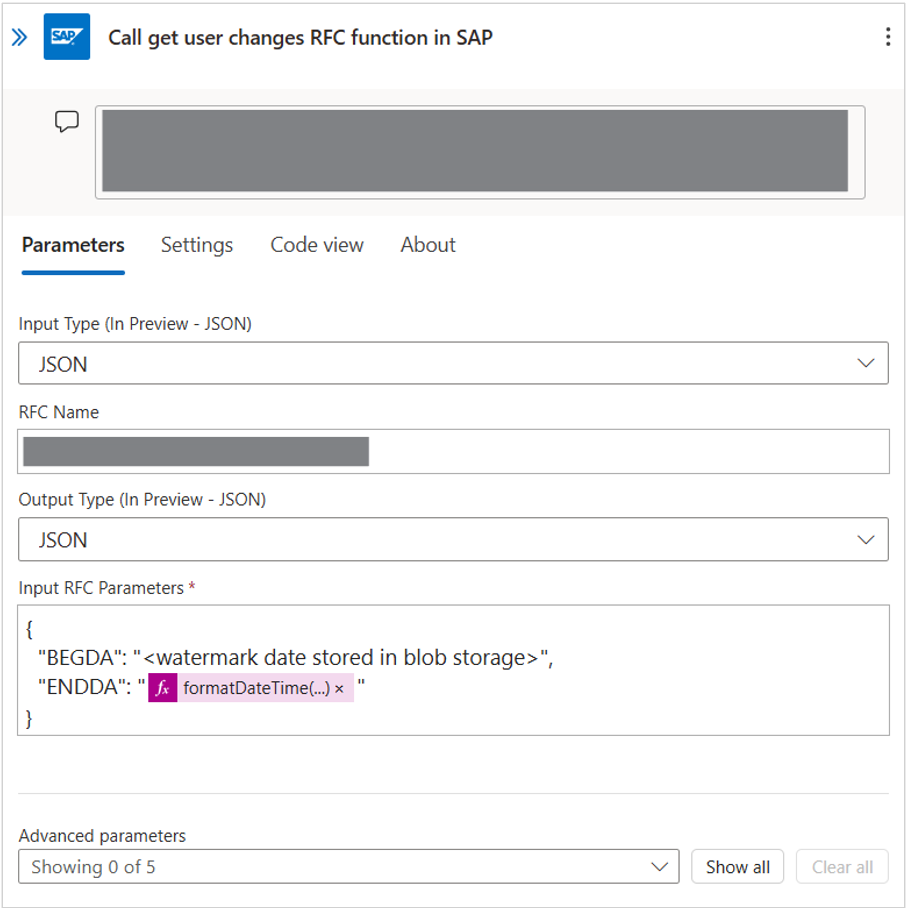 SAP Call get user changes RFC function in SAP
Parameters Settings Code view About
Input Type (In Preview - JSON)
JSON
RFC Name
Output Type (In Preview - JSON)
JSON
Input RFC Parameters *
{
"BEGDA": "<watermark date stored in blob storage>",
"ENDDA": " fx formatDateTime(...) × "
}
Advanced parameters
Showing 0 of 5 Show all Clear all